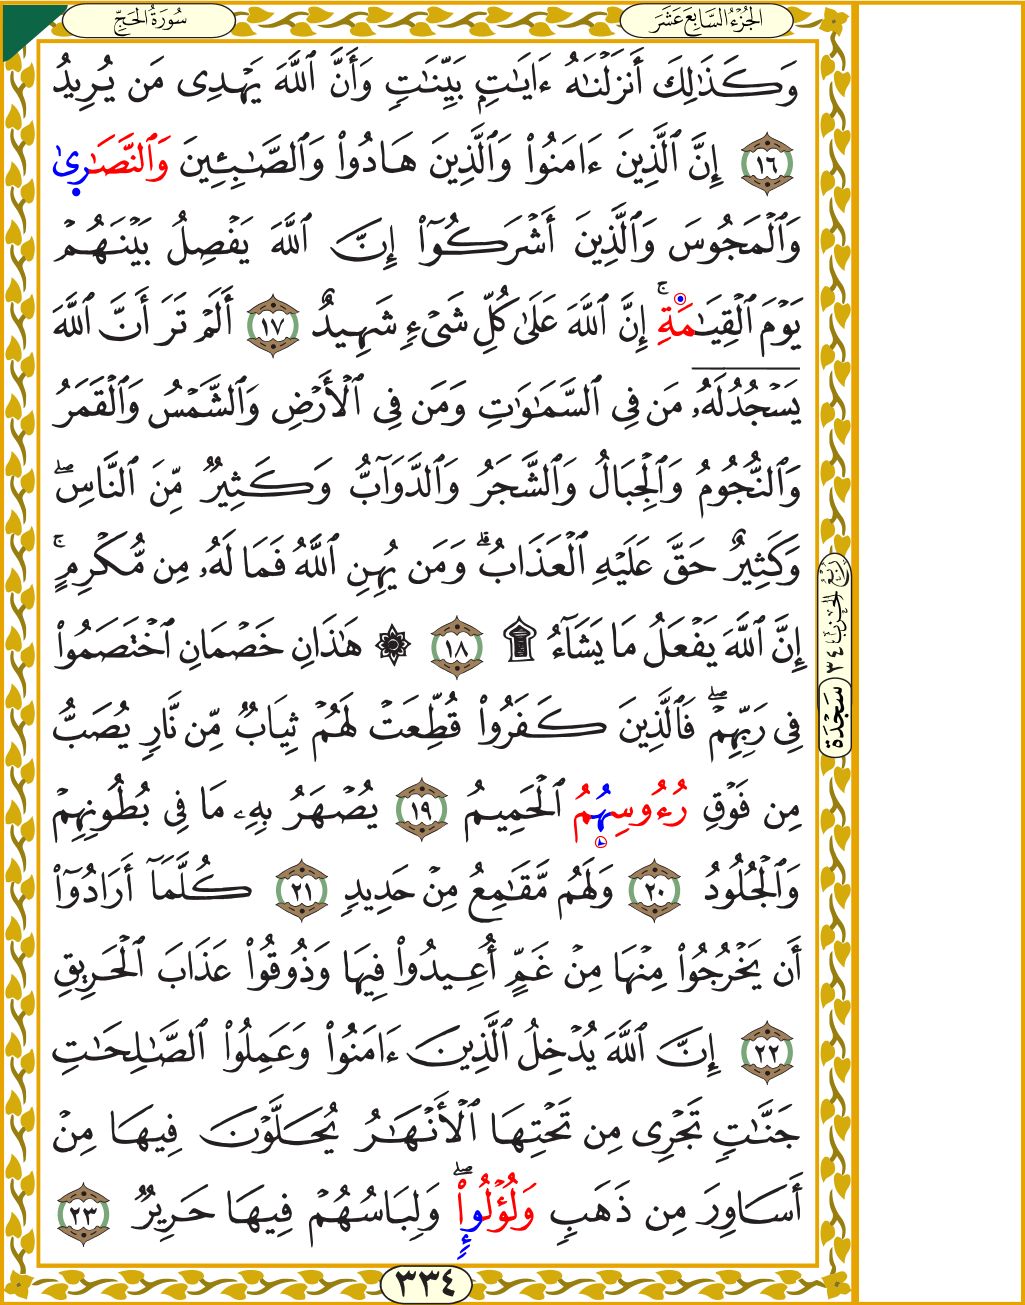 الجُزْءُ السَّابِعَ عَشَرَ
سُورَةُ الحَجِّ
وَكَذَٰلِكَ أَنزَلْنَـٰهُ ءَايَـٰتٍۭ بَيِّنَـٰتٍ وَأَنَّ ٱللَّهَ يَهْدِى مَن يُرِيدُ
١٦ إِنَّ ٱلَّذِينَ ءَامَنُوا۟ وَٱلَّذِينَ هَادُوا۟ وَٱلصَّـٰبِـِٔينَ وَٱلنَّصَـٰرِىٰ
وَٱلْمَجُوسَ وَٱلَّذِينَ أَشْرَكُوٓا۟ إِنَّ ٱللَّهَ يَفْصِلُ بَيْنَهُمْ
يَوْمَ ٱلْقِيَـٰمَةِ ۚ إِنَّ ٱللَّهَ عَلَىٰ كُلِّ شَىْءٍ شَهِيدٌ ١٧ أَلَمْ تَرَ أَنَّ ٱللَّهَ
يَسْجُدُ لَهُۥ مَن فِى ٱلسَّمَـٰوَٰتِ وَمَن فِى ٱلْأَرْضِ وَٱلشَّمْسُ وَٱلْقَمَرُ
وَٱلنُّجُومُ وَٱلْجِبَالُ وَٱلشَّجَرُ وَٱلدَّوَآبُّ وَكَثِيرٌ مِّنَ ٱلنَّاسِ ۖ
وَكَثِيرٌ حَقَّ عَلَيْهِ ٱلْعَذَابُ ۗ وَمَن يُهِنِ ٱللَّهُ فَمَا لَهُۥ مِن مُّكْرِمٍ ۚ
إِنَّ ٱللَّهَ يَفْعَلُ مَا يَشَآءُ ۩ ١٨ ۞ هَـٰذَانِ خَصْمَانِ ٱخْتَصَمُوا۟
فِى رَبِّهِمْ ۖ فَٱلَّذِينَ كَفَرُوا۟ قُطِّعَتْ لَهُمْ ثِيَابٌ مِّن نَّارٍ يُصَبُّ
مِن فَوْقِ رُءُوسِهُمُ ٱلْحَمِيمُ ١٩ يُصْهَرُ بِهِۦ مَا فِى بُطُونِهِمْ
وَٱلْجُلُودُ ٢٠ وَلَهُم مَّقَـٰمِعُ مِنْ حَدِيدٍ ٢١ كُلَّمَآ أَرَادُوٓا۟
أَن يَخْرُجُوا۟ مِنْهَا مِنْ غَمٍّ أُعِيدُوا۟ فِيهَا وَذُوقُوا۟ عَذَابَ ٱلْحَرِيقِ
٢٢ إِنَّ ٱللَّهَ يُدْخِلُ ٱلَّذِينَ ءَامَنُوا۟ وَعَمِلُوا۟ ٱلصَّـٰلِحَـٰتِ
جَنَّـٰتٍ تَجْرِى مِن تَحْتِهَا ٱلْأَنْهَـٰرُ يُحَلَّوْنَ فِيهَا مِنْ
أَسَاوِرَ مِن ذَهَبٍ وَلُؤْلُوإٍ ۖ وَلِبَاسُهُمْ فِيهَا حَرِيرٌ ٢٣
رُبْعُ الحِزْبِ ٣٤
سَجْدَة
٣٣٤